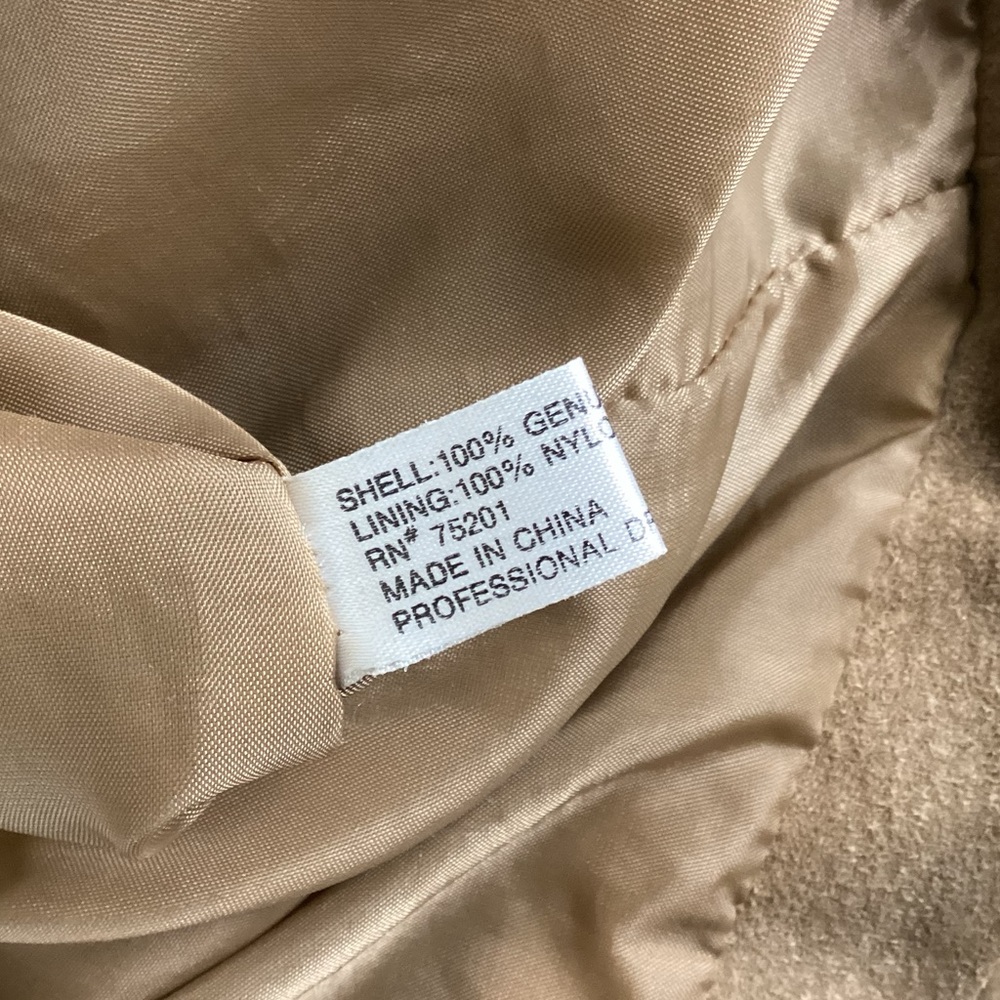 SHELL:100% GENU
LINING:100% NYLO
RN# 75201
MADE IN CHINA
PROFESSIONAL D